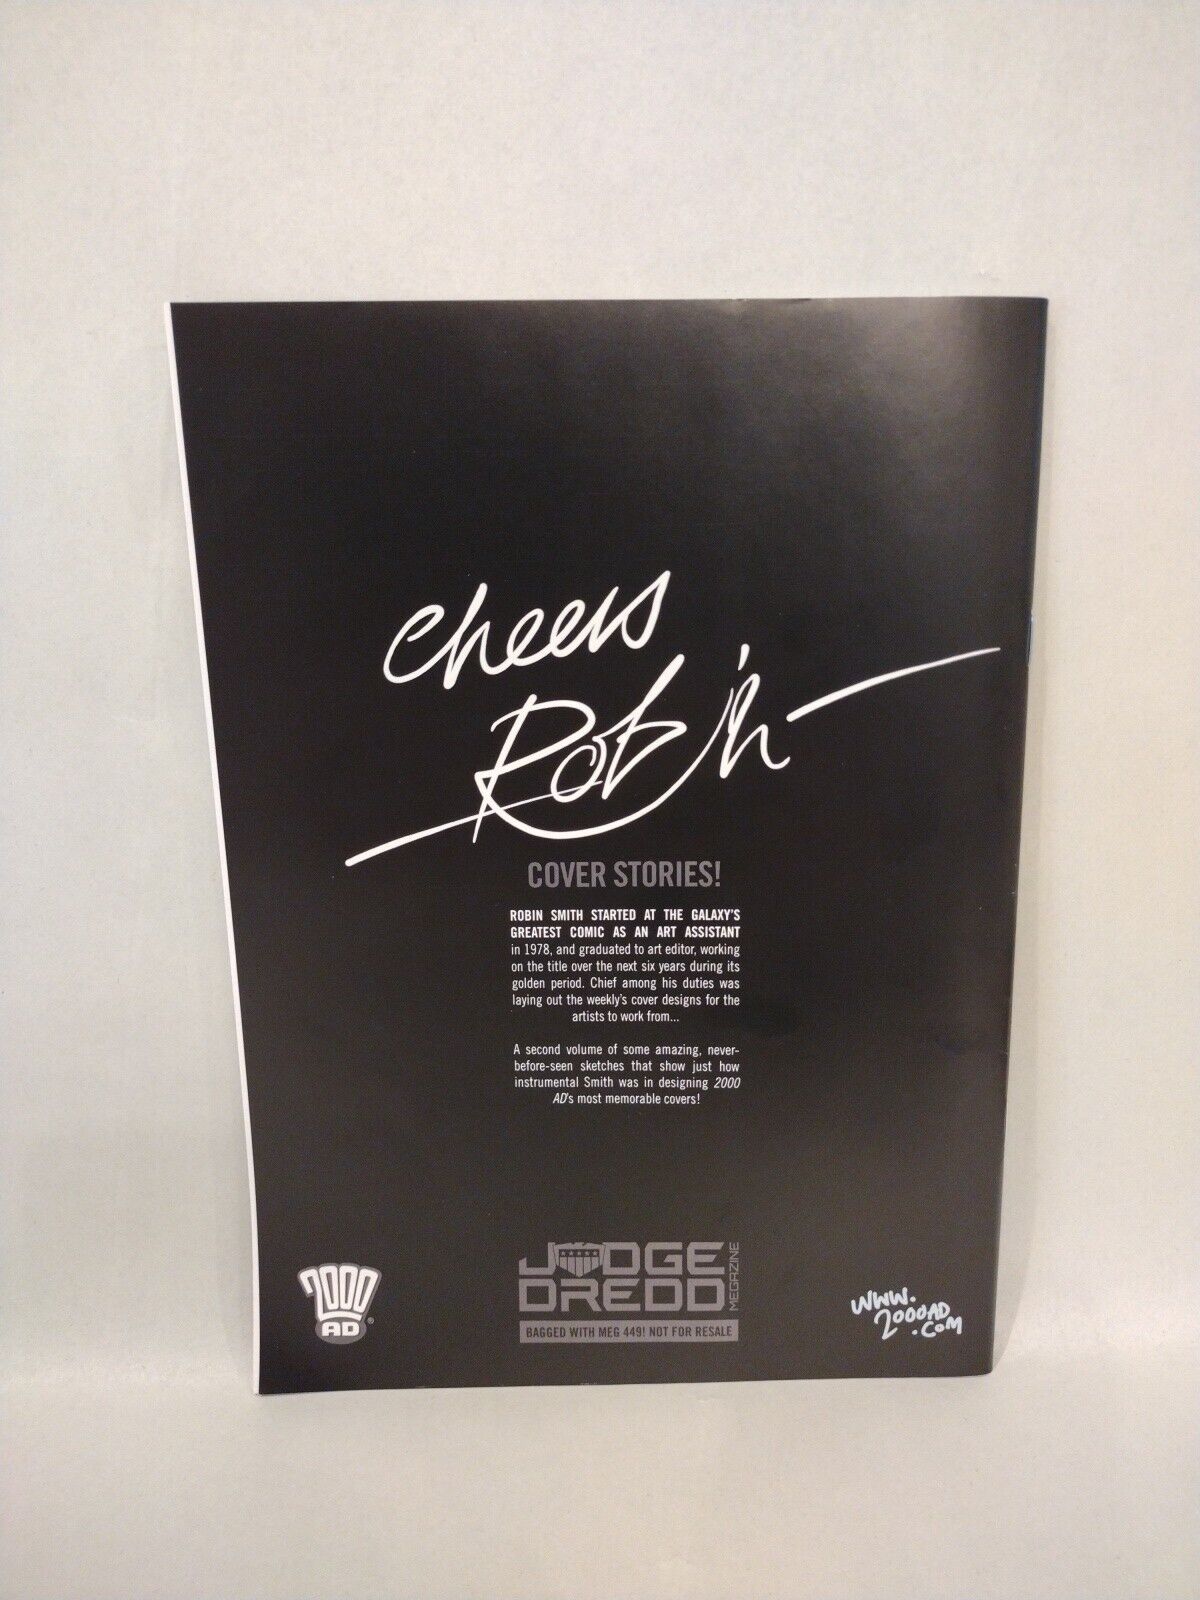 Cheers
Robin
COVER STORIES!
ROBIN SMITH STARTED AT THE GALAXY'S
GREATEST COMIC AS AN ART ASSISTANT
in 1978, and graduated to art editor, working
on the title over the next six years during its
golden period. Chief among his duties was
laying out the weekly's cover designs for the
artists to work from...
A second volume of some amazing, never-
before-seen sketches that show just how
instrumental Smith was in designing 2000
AD's most memorable covers!
2000
AD®
JUDGE
DREDD
MEGAZINE
BAGGED WITH MEG 449! NOT FOR RESALE
WWW.
2000AD
.COM